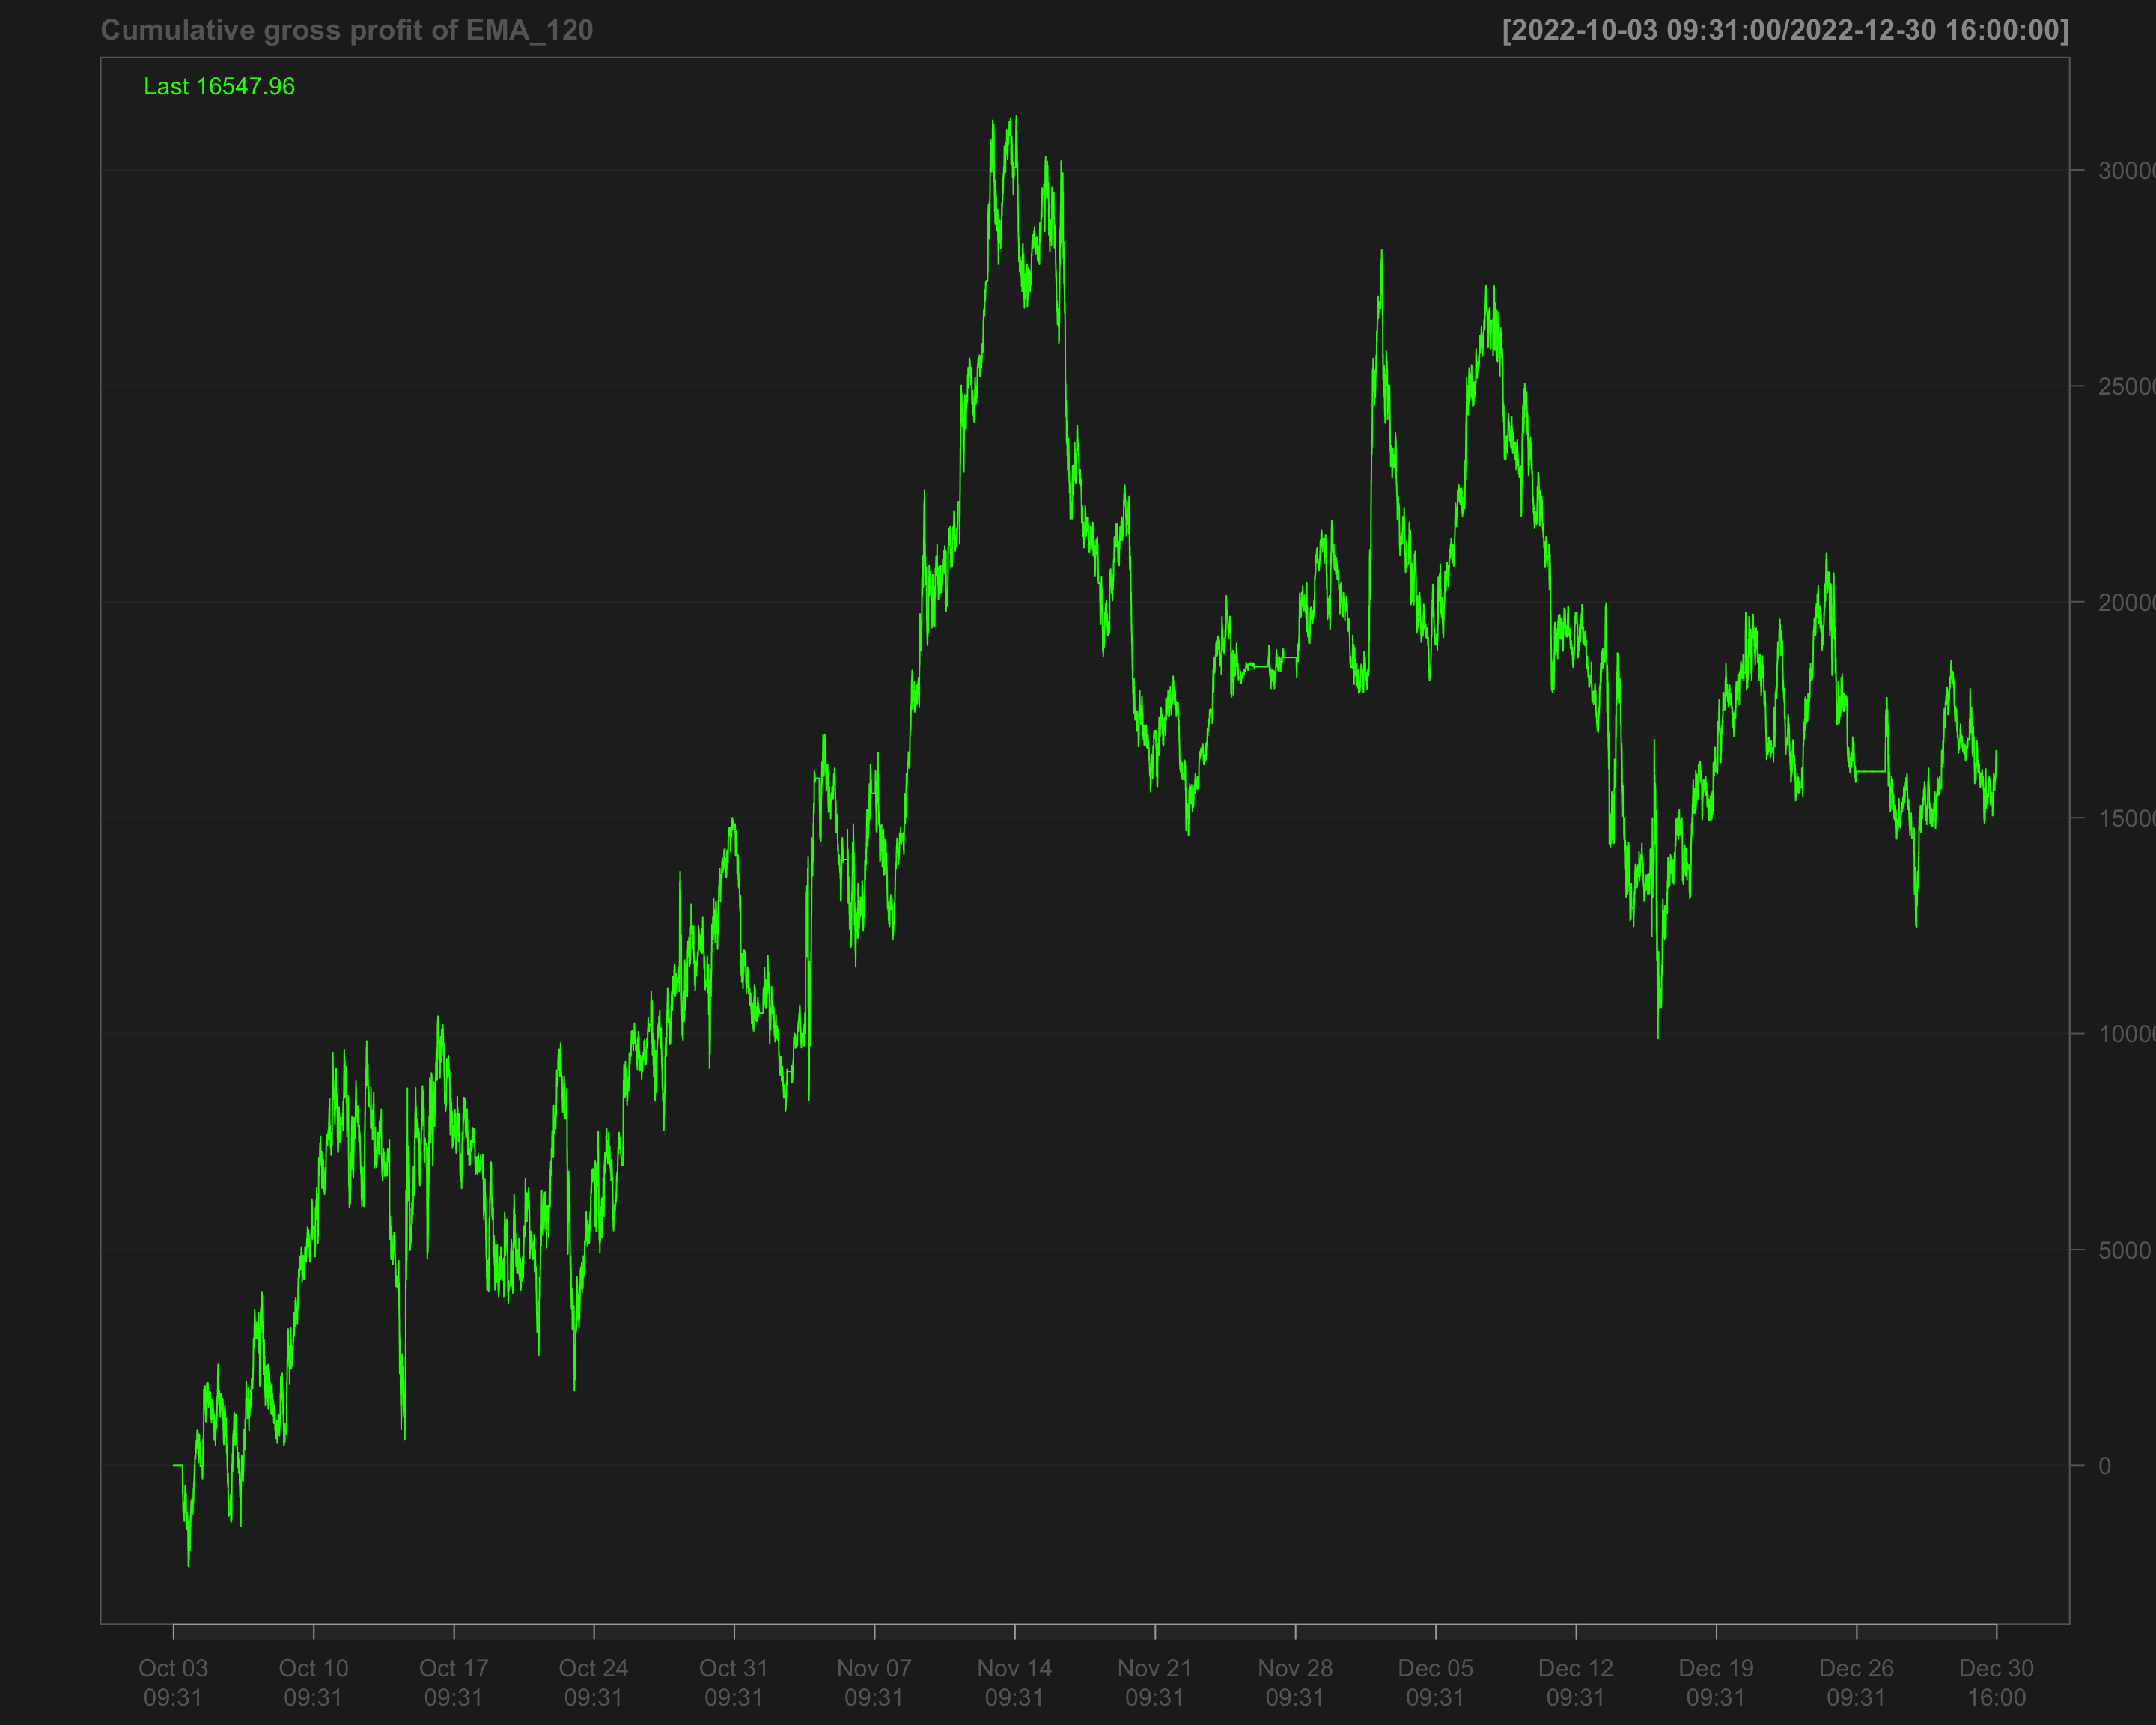 Cumulative gross profit of EMA_120 [2022-10-03 09:31:00/2022-12-30 16:00:00]
Last 16547.96
30000
25000
20000
15000
10000
5000
0
Oct 03 Oct 10 Oct 17 Oct 24 Oct 31 Nov 07 Nov 14 Nov 21 Nov 28 Dec 05 Dec 12 Dec 19 Dec 26 Dec 30
09:31 09:31 09:31 09:31 09:31 09:31 09:31 09:31 09:31 09:31 09:31 09:31 09:31 16:00